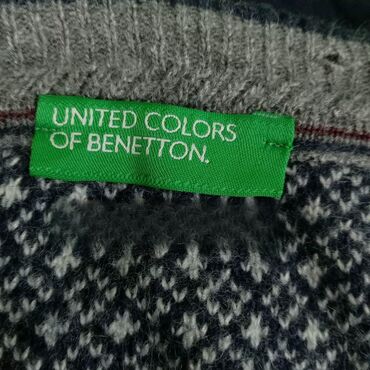 UNITED COLORS
OF BENETTON.